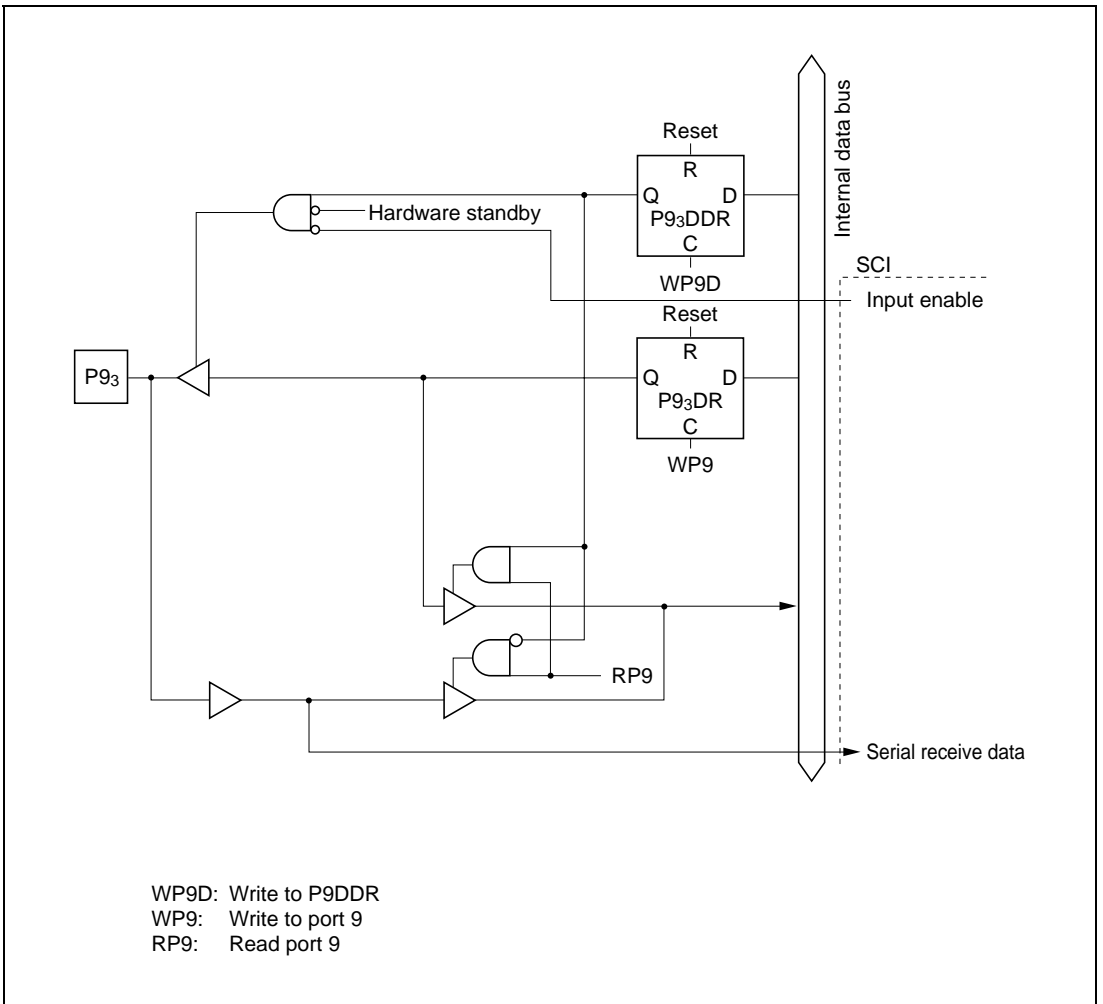 Reset
R
Q D
P9₃DDR
C
WP9D
Hardware standby
Internal data bus
SCI
Input enable
Reset
R
Q D
P9₃DR
C
WP9
P9₃
RP9
Serial receive data
WP9D: Write to P9DDR
WP9: Write to port 9
RP9: Read port 9